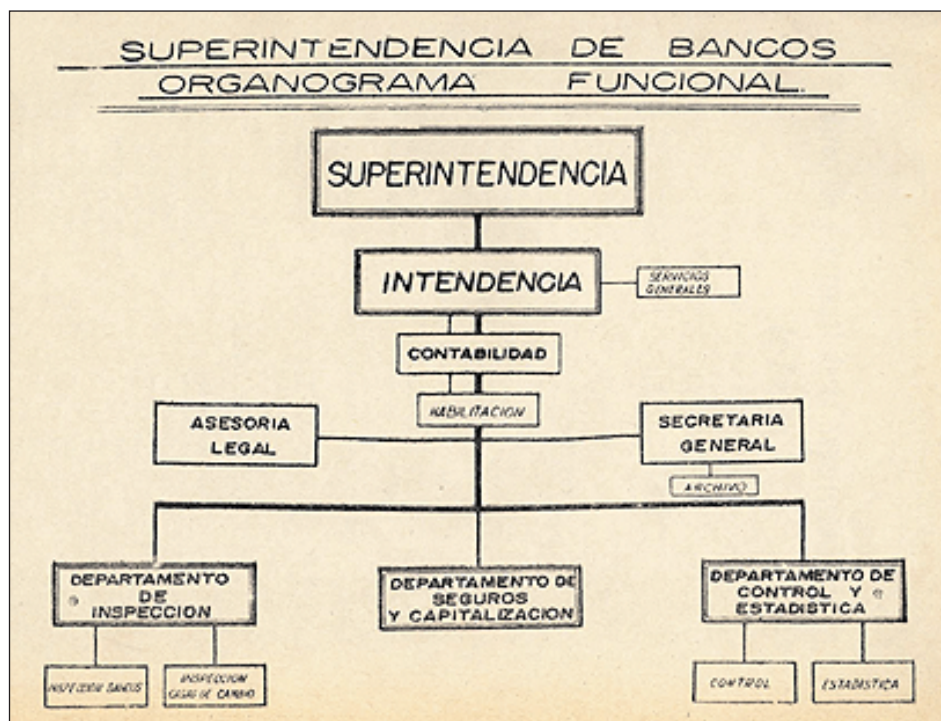 SUPERINTENDENCIA DE BANCOS
ORGANOGRAMA FUNCIONAL.
SUPERINTENDENCIA
INTENDENCIA
SERVICIOS
GENERALES
CONTABILIDAD
HABILITACION
ASESORIA
LEGAL
SECRETARIA
GENERAL
ARCHIVO
DEPARTAMENTO
DE
INSPECCION
DEPARTAMENTO DE
SEGUROS
Y CAPITALIZACION
DEPARTAMENTO DE
CONTROL Y
ESTADISTICA
INSPECCION BANCOS
INSPECCION
CASAS DE CAMBIO
CONTROL
ESTADISTICA